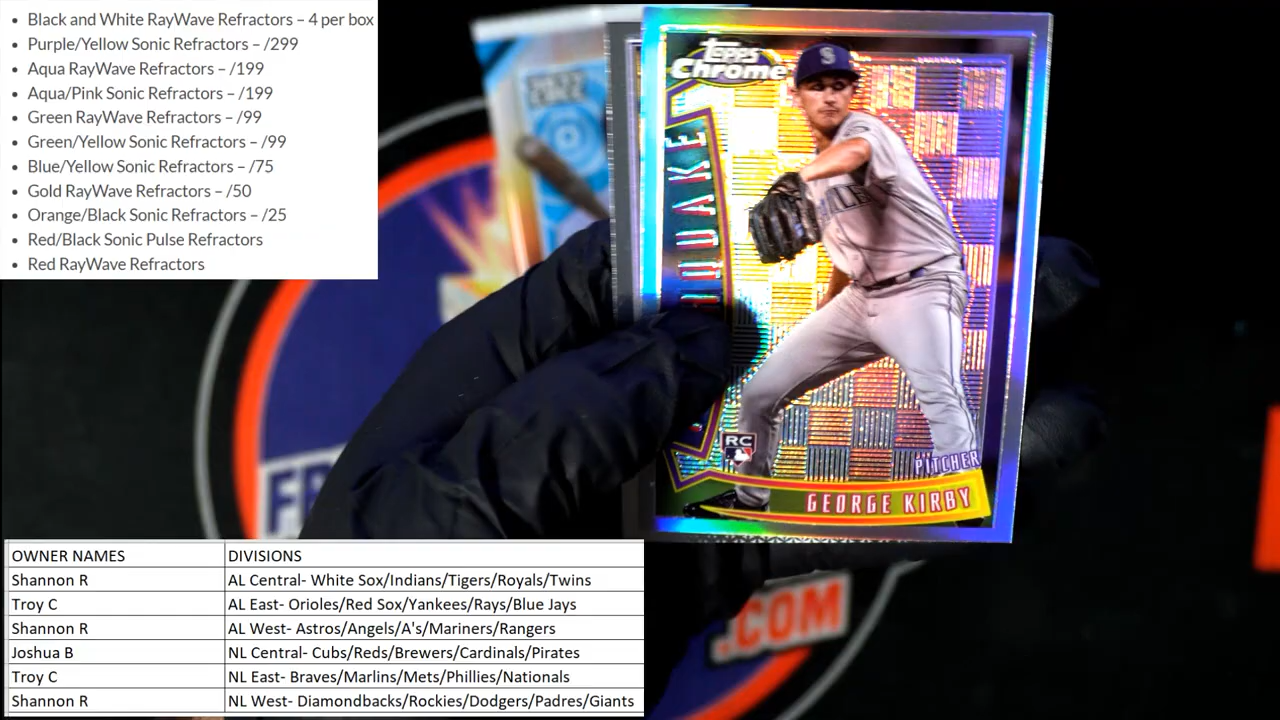 Black and White RayWave Refractors – 4 per box
Purple/Yellow Sonic Refractors – /299
Aqua RayWave Refractors – /199
Aqua/Pink Sonic Refractors – /199
Green RayWave Refractors – /99
Green/Yellow Sonic Refractors –
Blue/Yellow Sonic Refractors –
Gold RayWave Refractors – /50
Orange/Black Sonic Refractors – /25
Red/Black Sonic Pulse Refractors
Red RayWave Refractors
2022
Topps
Chrome
S
RC
PITCHER
GEORGE KIRBY
.COM
OWNER NAMES DIVISIONS
Shannon R AL Central- White Sox/Indians/Tigers/Royals/Twins
Troy C AL East- Orioles/Red Sox/Yankees/Rays/Blue Jays
Shannon R AL West- Astros/Angels/A's/Mariners/Rangers
Joshua B NL Central- Cubs/Reds/Brewers/Cardinals/Pirates
Troy C NL East- Braves/Marlins/Mets/Phillies/Nationals
Shannon R NL West- Diamondbacks/Rockies/Dodgers/Padres/Giants